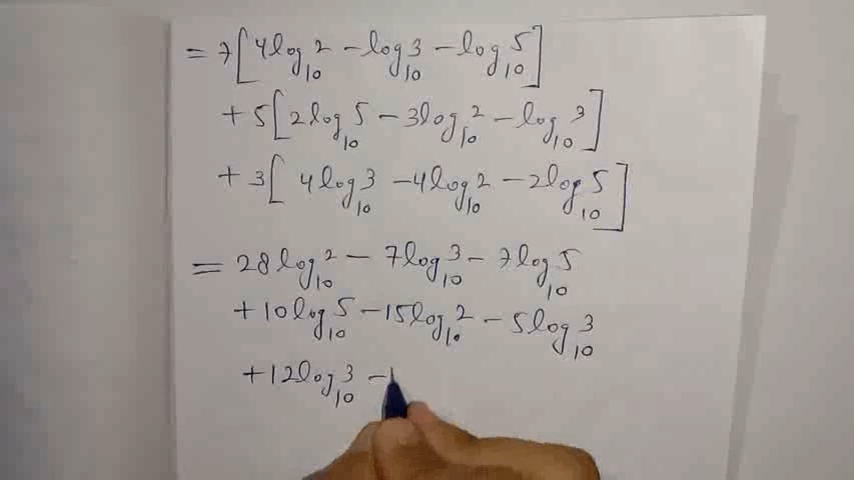 = 7[4log₁₀2 - log₁₀3 - log₁₀5]
+ 5[2log₁₀5 - 3log₁₀2 - log₁₀3]
+ 3[4log₁₀3 - 4log₁₀2 - 2log₁₀5]
= 28log₁₀2 - 7log₁₀3 - 7log₁₀5
+ 10log₁₀5 - 15log₁₀2 - 5log₁₀3
+ 12log₁₀3 -